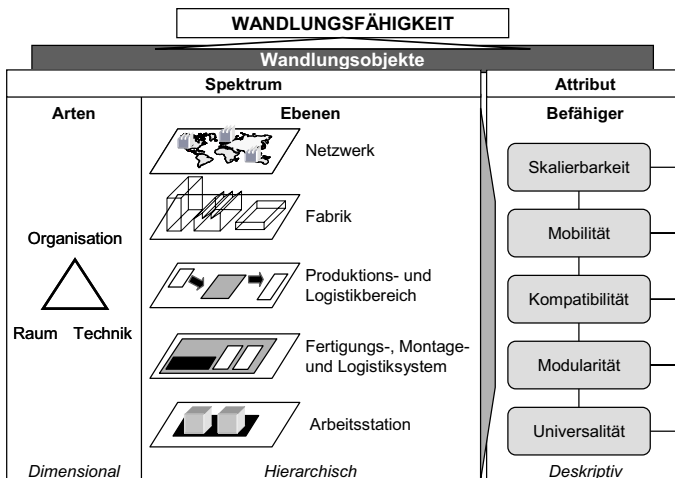 WANDLUNGSFÄHIGKEIT
Wandlungsobjekte
Spektrum
Attribut
Arten
Ebenen
Befähiger
Organisation
Raum Technik
Netzwerk
Fabrik
Produktions- und
Logistikbereich
Fertigungs-, Montage-
und Logistiksystem
Arbeitsstation
Skalierbarkeit
Mobilität
Kompatibilität
Modularität
Universalität
Dimensional
Hierarchisch
Deskriptiv